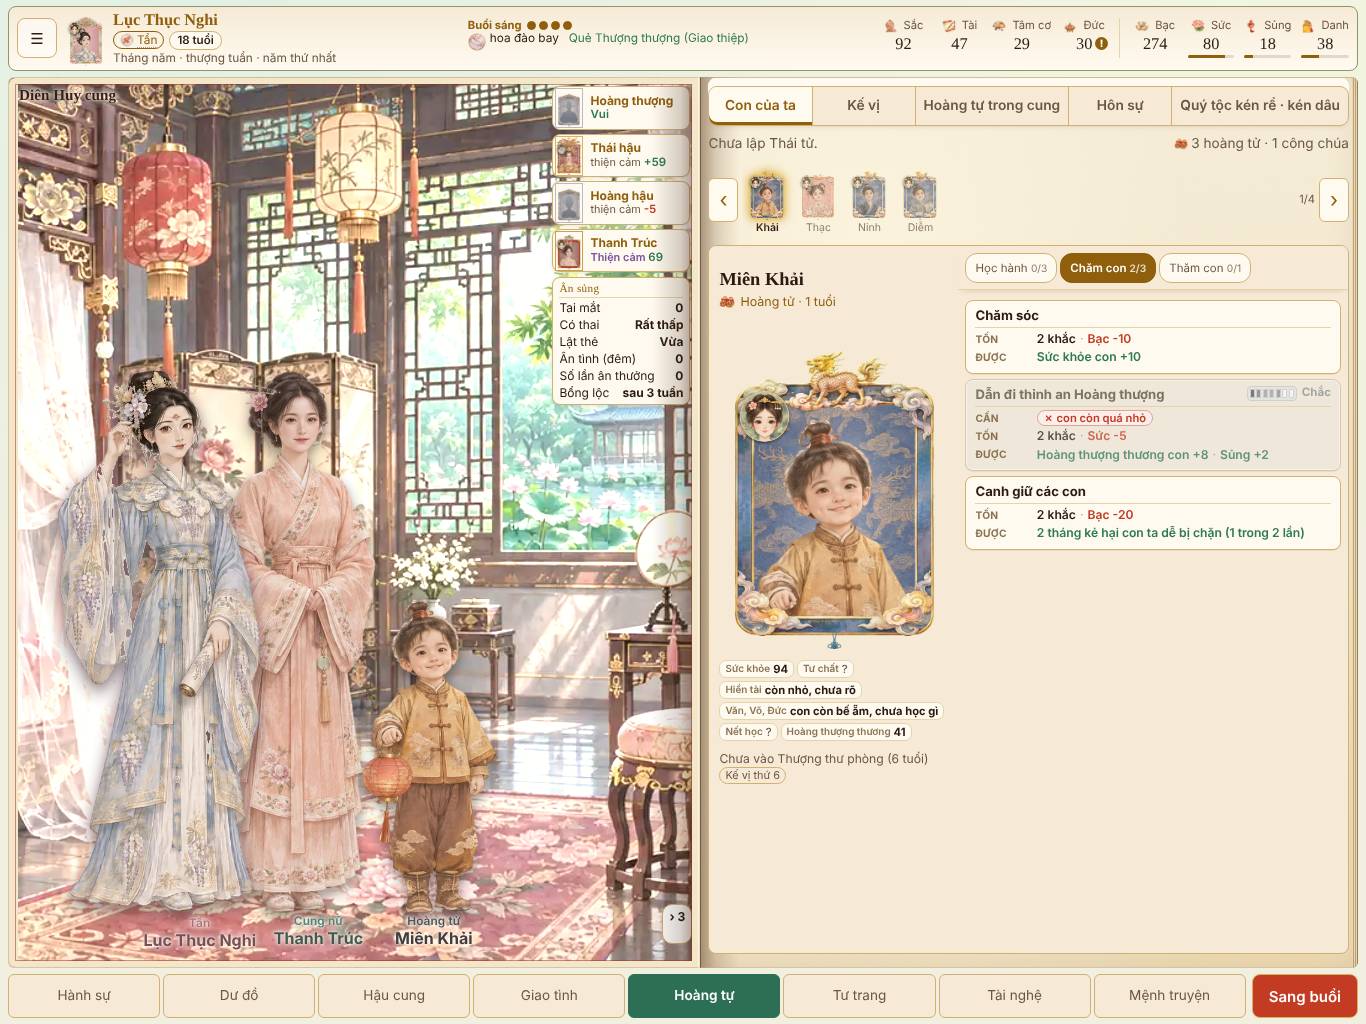 ☰
Lục Thục Nghi
Tần
18 tuổi
Tháng năm · thượng tuần · năm thứ nhất
Buổi sáng
hoa đào bay Quẻ Thượng thượng (Giao thiệp)
Sắc
92
Tài
47
Tâm cơ
29
Đức
30 !
Bạc
274
Sức
80
Sủng
18
Danh
38
Diên Huy cung
Hoàng thượng
Vui
Thái hậu
thiện cảm +59
Hoàng hậu
thiện cảm -5
Thanh Trúc
Thiện cảm 69
Ân sủng
Tai mắt 0
Có thai Rất thấp
Lật thẻ Vừa
Ân tình (đêm) 0
Số lần ân thưởng 0
Bổng lộc sau 3 tuần
Tần
Lục Thục Nghi
Cung nữ
Thanh Trúc
Hoàng tử
Miên Khải
› 3
Con của ta
Kế vị
Hoàng tự trong cung
Hôn sự
Quý tộc kén rể · kén dâu
Chưa lập Thái tử.
3 hoàng tử · 1 công chúa
‹
Khải
Thạc
Ninh
Diễm
1/4
›
Miên Khải
Hoàng tử · 1 tuổi
Sức khỏe 94
Tư chất ?
Hiền tài còn nhỏ, chưa rõ
Văn, Võ, Đức con còn bế ẵm, chưa học gì
Nết học ?
Hoàng thượng thương 41
Chưa vào Thượng thư phòng (6 tuổi)
Kế vị thứ 6
Học hành 0/3
Chăm con 2/3
Thăm con 0/1
Chăm sóc
TỐN 2 khắc · Bạc -10
ĐƯỢC Sức khỏe con +10
Dẫn đi thỉnh an Hoàng thượng
Chắc
CẦN × con còn quá nhỏ
TỐN 2 khắc · Sức -5
ĐƯỢC Hoàng thượng thương con +8 · Sủng +2
Canh giữ các con
TỐN 2 khắc · Bạc -20
ĐƯỢC 2 tháng kẻ hại con ta dễ bị chặn (1 trong 2 lần)
Hành sự
Dư đồ
Hậu cung
Giao tình
Hoàng tự
Tư trang
Tài nghệ
Mệnh truyện
Sang buổi